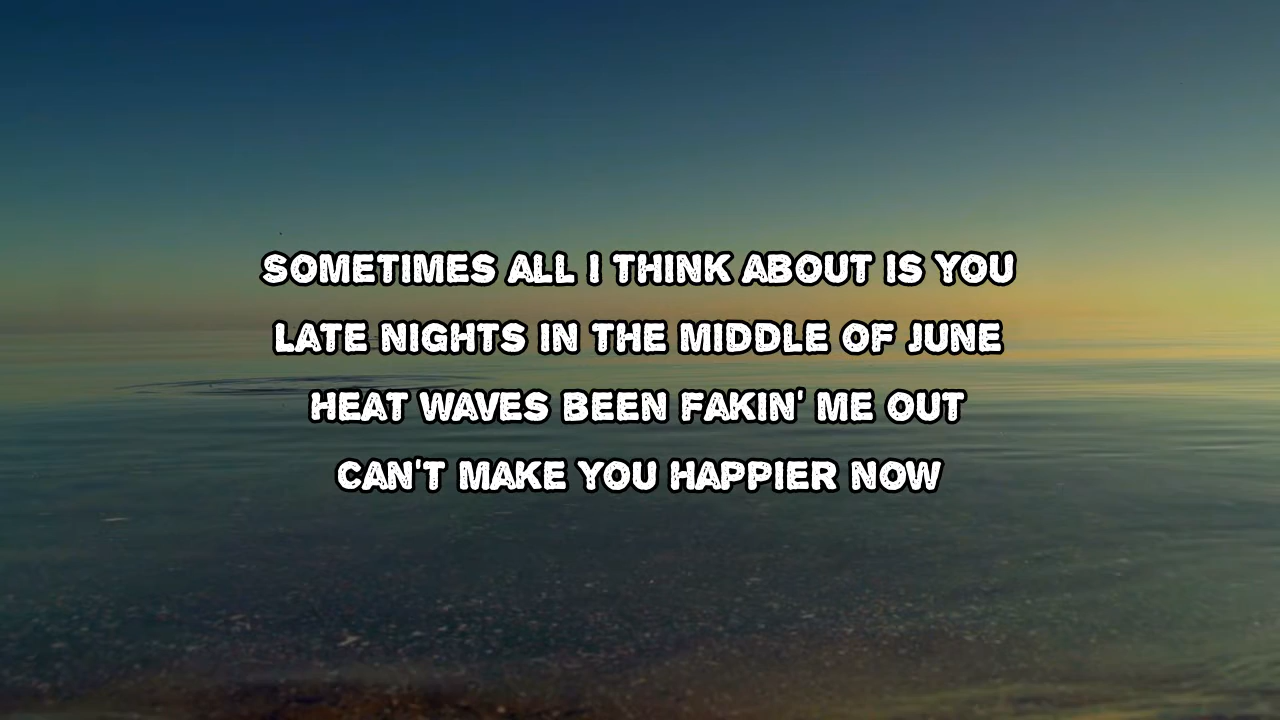 SOMETIMES ALL I THINK ABOUT IS YOU
LATE NIGHTS IN THE MIDDLE OF JUNE
HEAT WAVES BEEN FAKIN' ME OUT
CAN'T MAKE YOU HAPPIER NOW